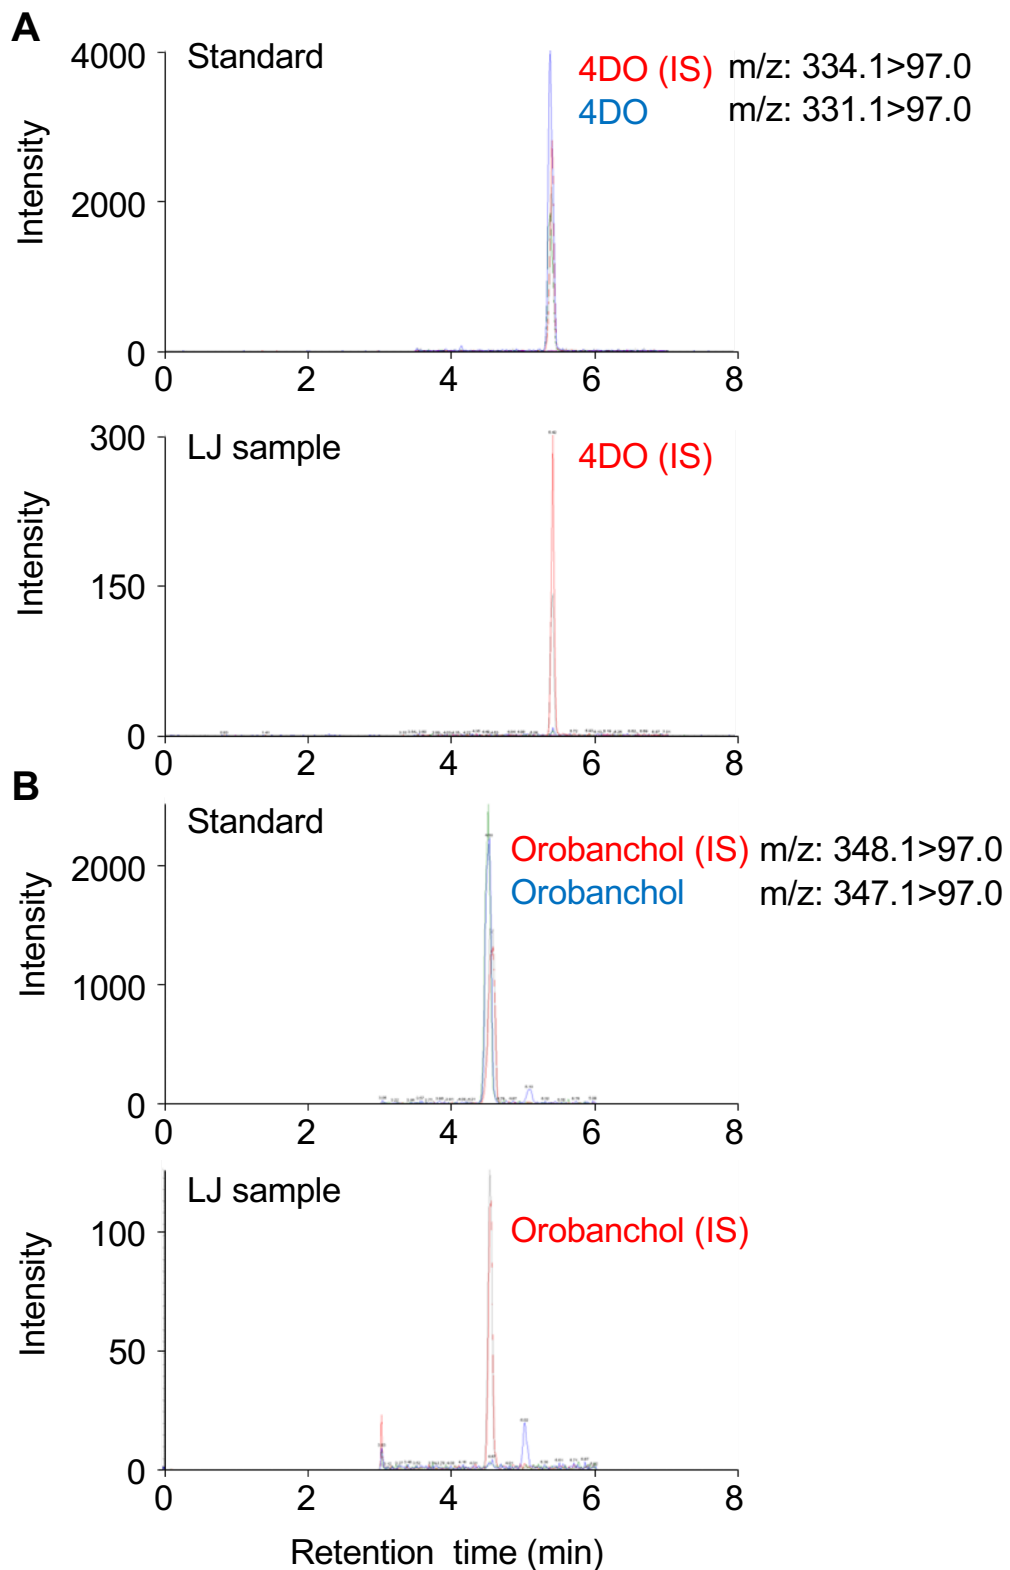 A
4000
Standard
4DO (IS) m/z: 334.1>97.0
4DO m/z: 331.1>97.0
Intensity
2000
0
0 2 4 6 8
300
LJ sample
4DO (IS)
Intensity
150
0
0 2 4 6 8
B
Standard
Orobanchol (IS) m/z: 348.1>97.0
Orobanchol m/z: 347.1>97.0
2000
Intensity
1000
0
0 2 4 6 8
LJ sample
Orobanchol (IS)
100
Intensity
50
0
0 2 4 6 8
Retention time (min)